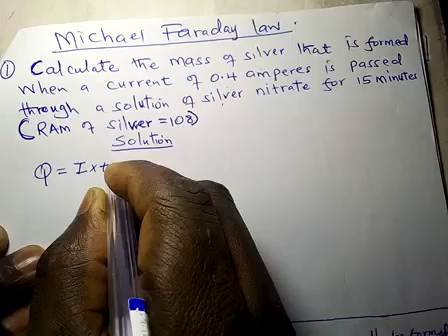 Michael Faraday law.
① Calculate the mass of silver that is formed
when a current of 0.4 amperes is passed
through a solution of silver nitrate for 15 minutes
(RAM of silver = 108)
Solution
Q = I x t